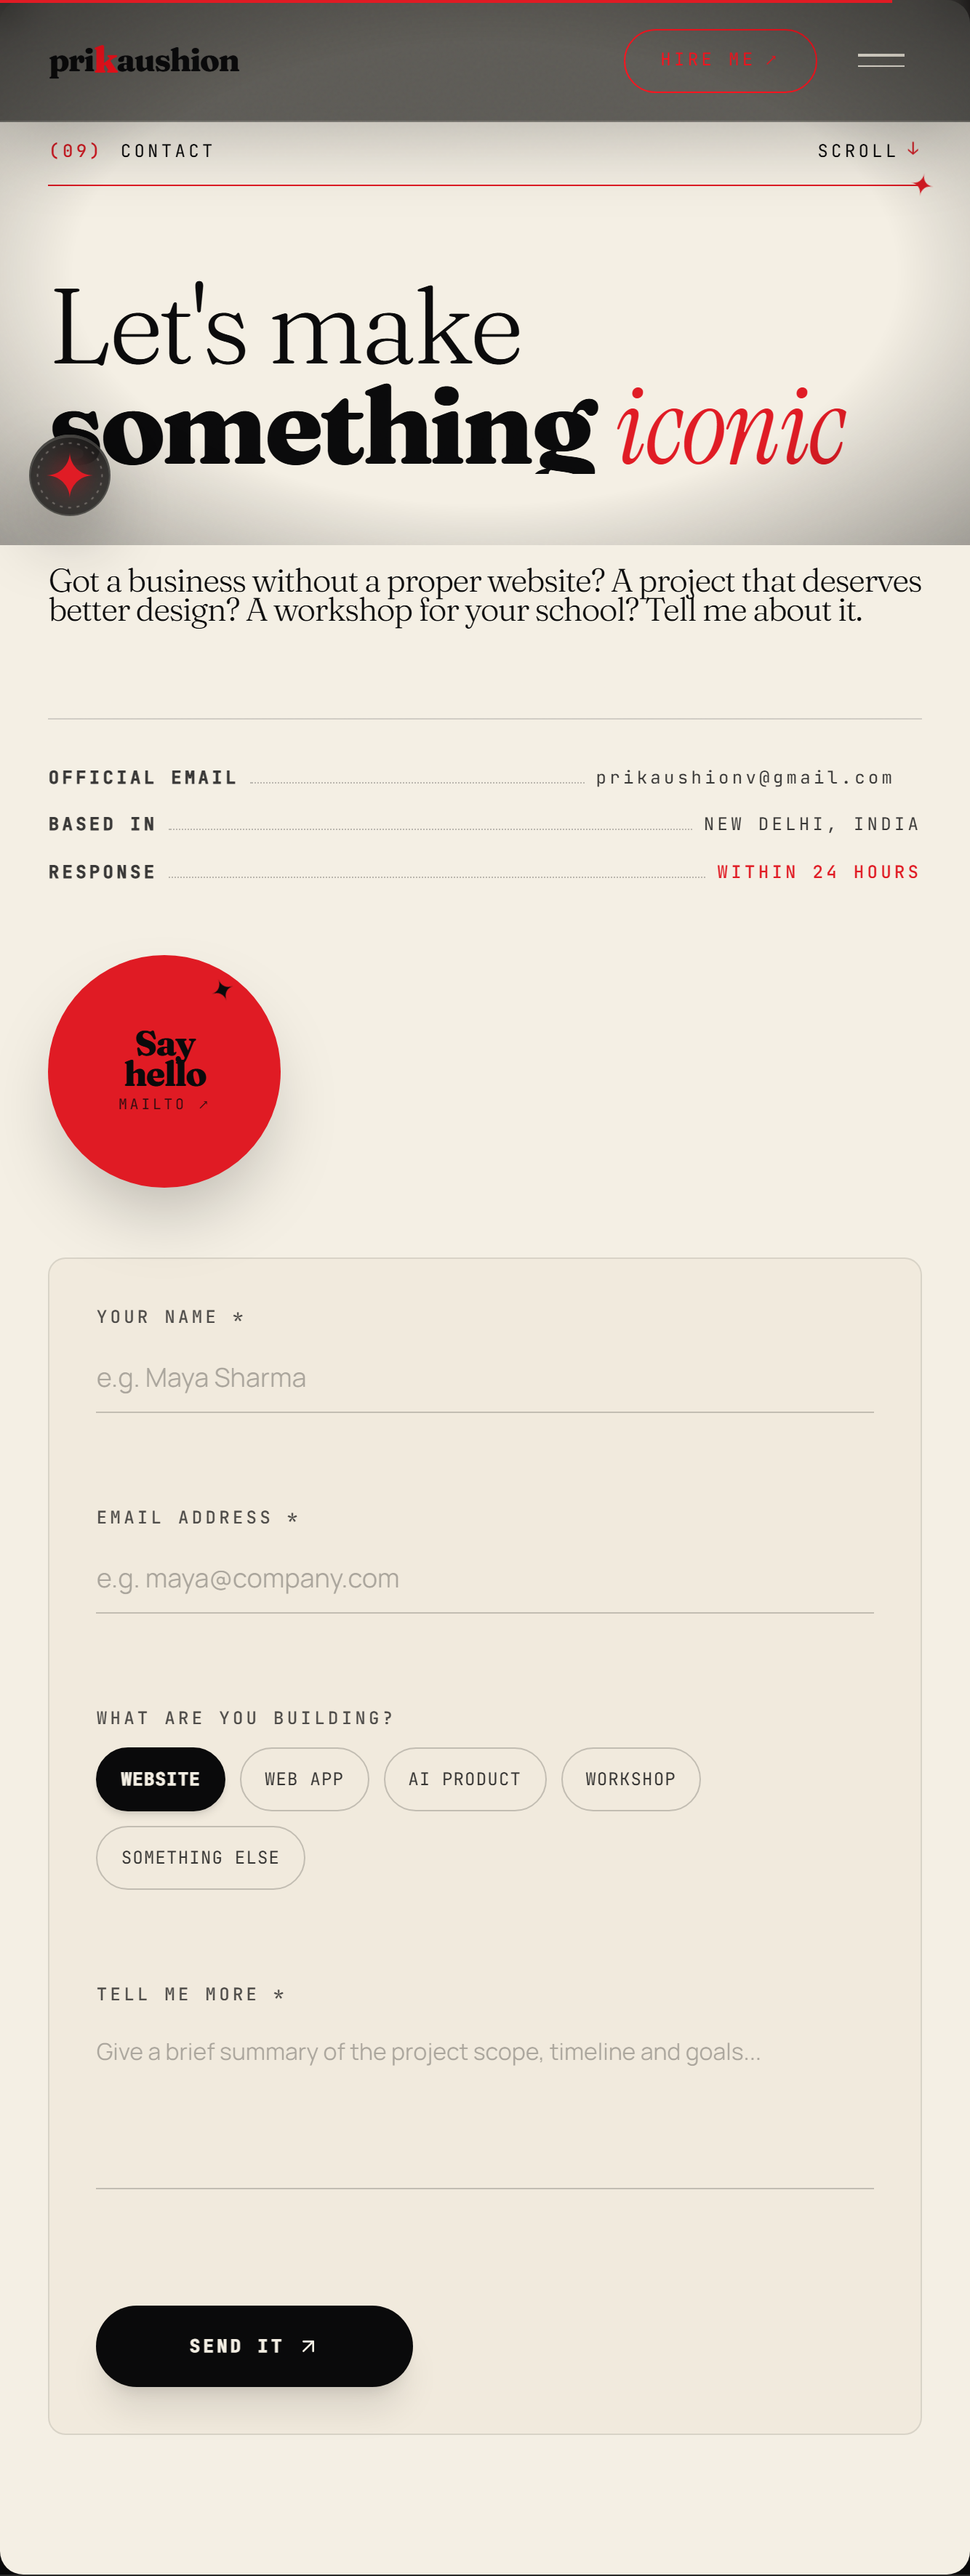 prikaushion
HIRE ME ↗
(09) CONTACT
SCROLL ↓
Let's make
something iconic
Got a business without a proper website? A project that deserves
better design? A workshop for your school? Tell me about it.
OFFICIAL EMAIL prikaushionv@gmail.com
BASED IN NEW DELHI, INDIA
RESPONSE WITHIN 24 HOURS
Say
hello
MAILTO ↗
YOUR NAME *
e.g. Maya Sharma
EMAIL ADDRESS *
e.g. maya@company.com
WHAT ARE YOU BUILDING?
WEBSITE WEB APP AI PRODUCT WORKSHOP
SOMETHING ELSE
TELL ME MORE *
Give a brief summary of the project scope, timeline and goals...
SEND IT ↗